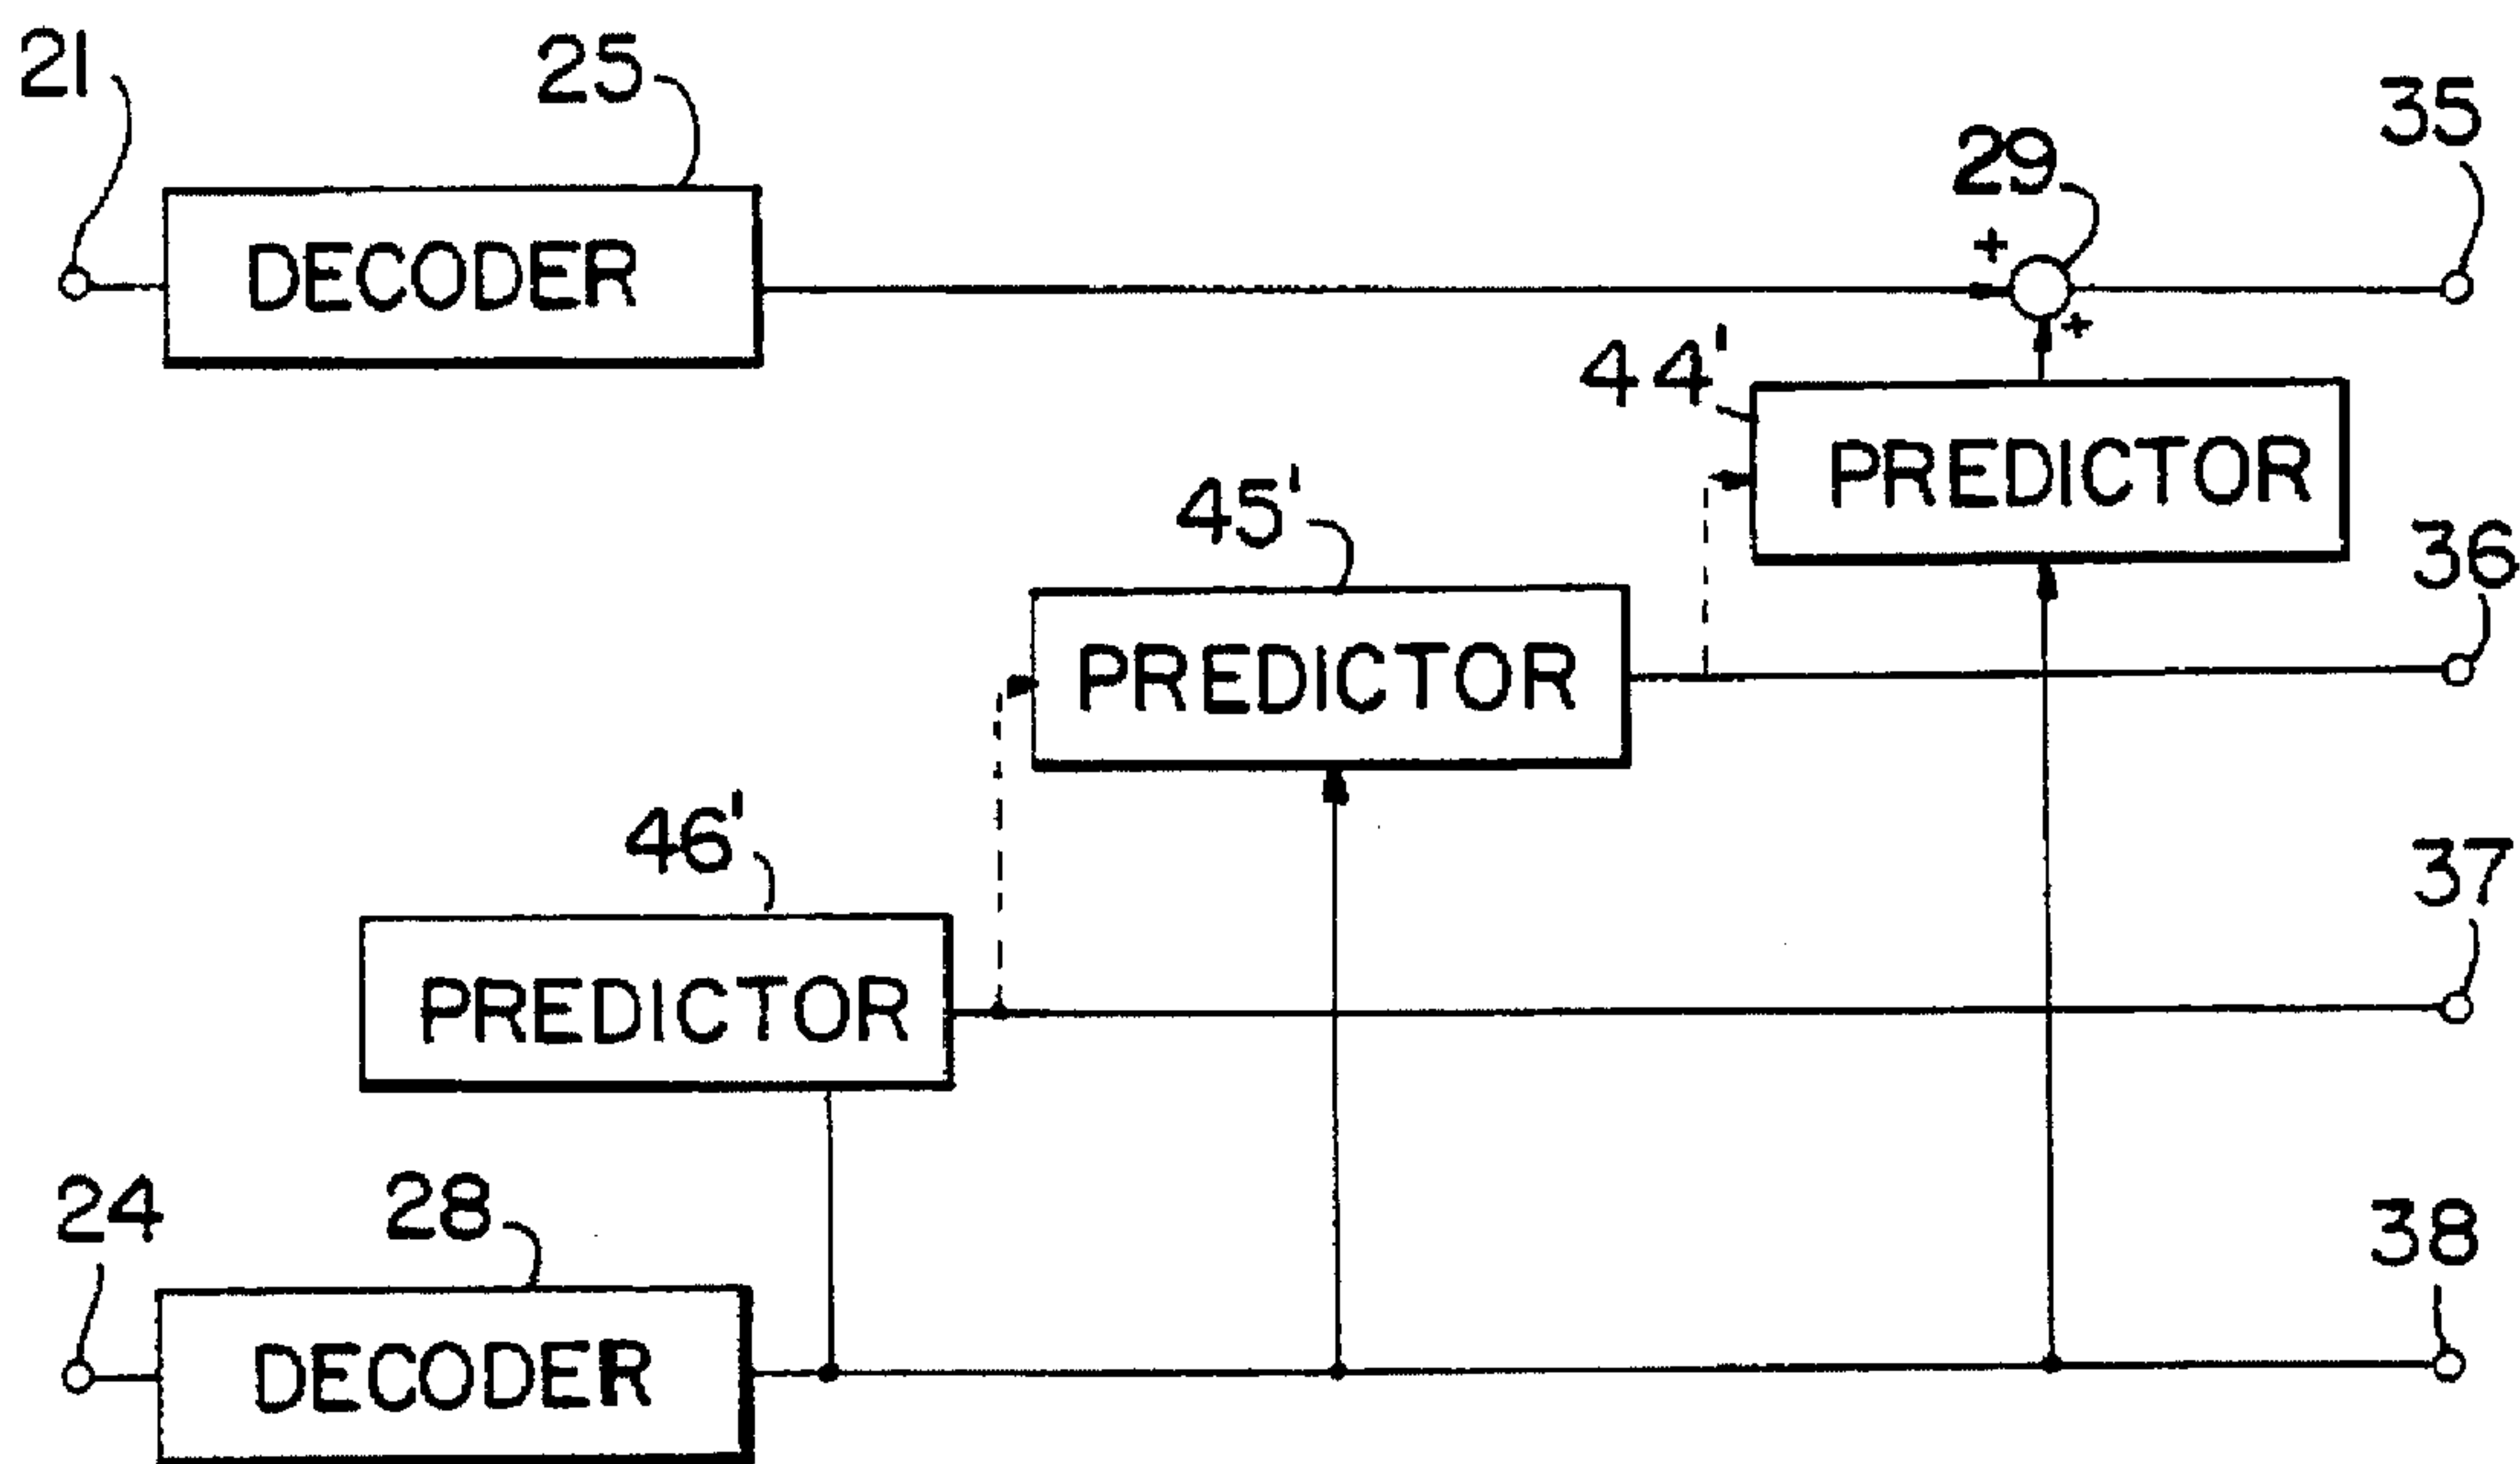 21
25
35
29
+
DECODER
+
44'
PREDICTOR
45'
36
PREDICTOR
46'
37
PREDICTOR
24
28
38
DECODER